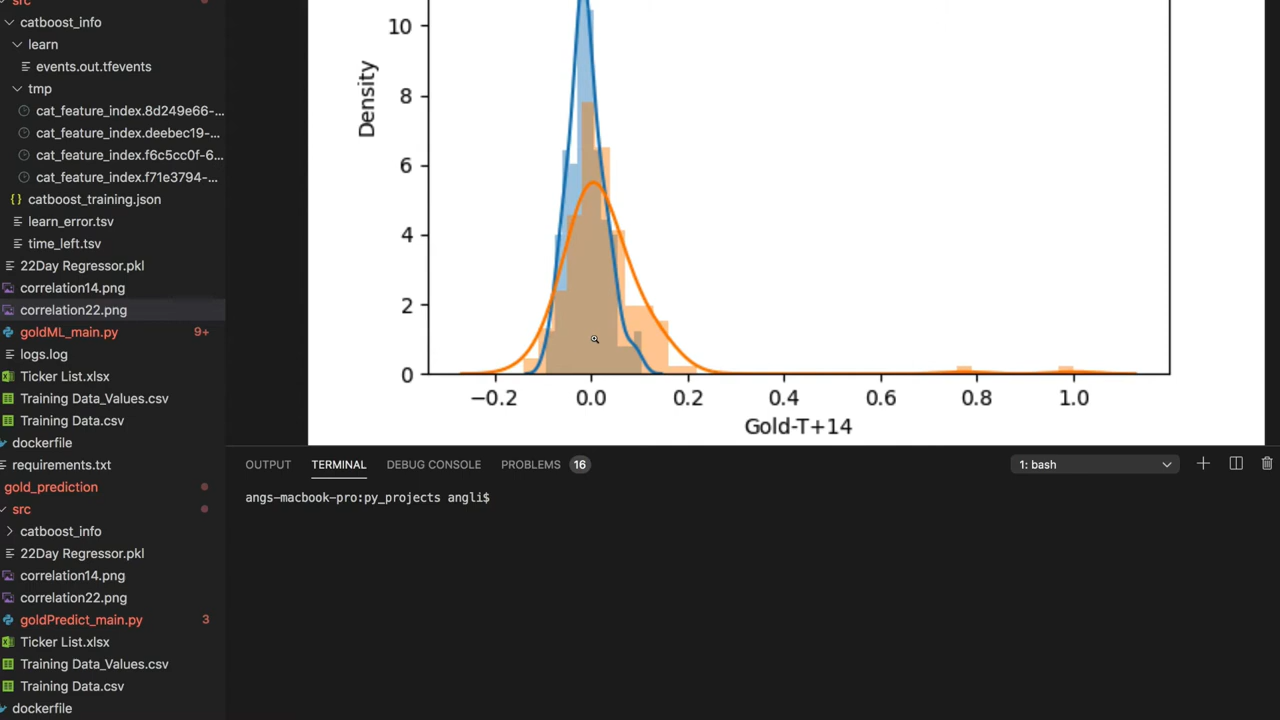 src
catboost_info
learn
events.out.tfevents
tmp
cat_feature_index.8d249e66-...
cat_feature_index.deebec19-...
cat_feature_index.f6c5cc0f-6...
cat_feature_index.f71e3794-...
{} catboost_training.json
learn_error.tsv
time_left.tsv
22Day Regressor.pkl
correlation14.png
correlation22.png
goldML_main.py 9+
logs.log
Ticker List.xlsx
Training Data_Values.csv
Training Data.csv
dockerfile
requirements.txt
gold_prediction
src
catboost_info
22Day Regressor.pkl
correlation14.png
correlation22.png
goldPredict_main.py 3
Ticker List.xlsx
Training Data_Values.csv
Training Data.csv
dockerfile
Density
10
8
6
4
2
0
−0.2 0.0 0.2 0.4 0.6 0.8 1.0
Gold-T+14
OUTPUT TERMINAL DEBUG CONSOLE PROBLEMS 16 1: bash
angs-macbook-pro:py_projects angli$